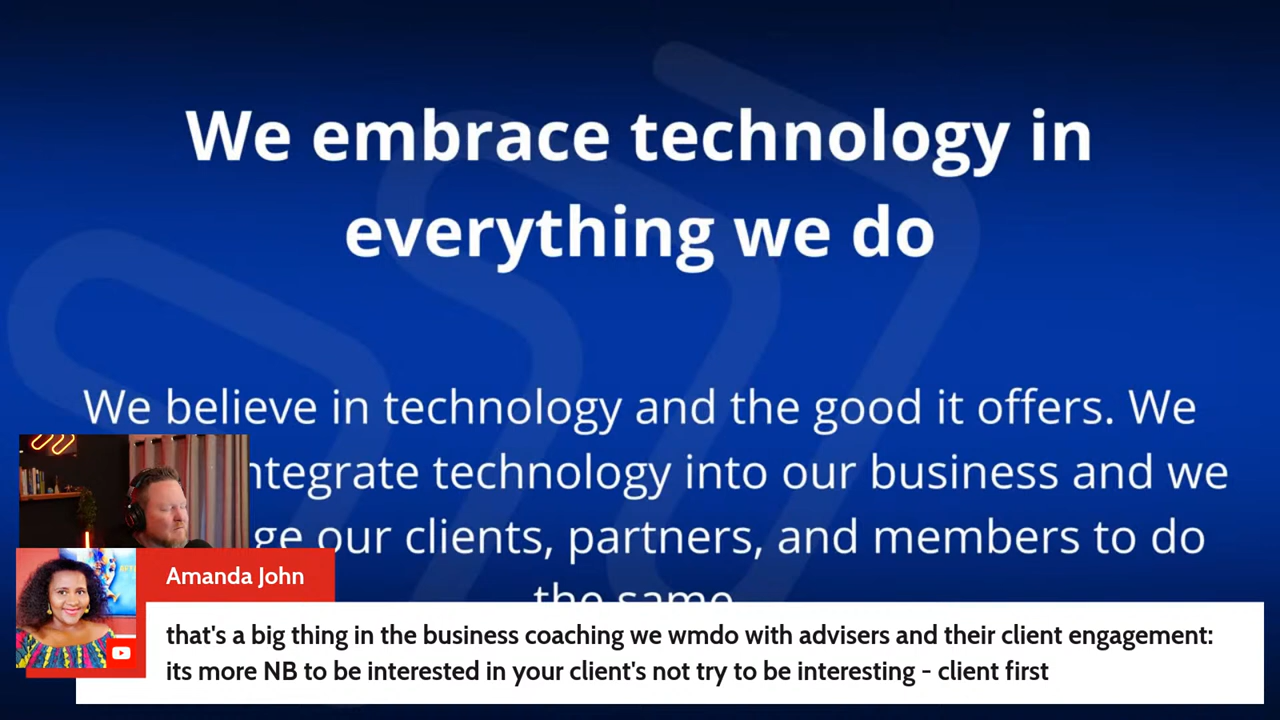 We embrace technology in
everything we do
We believe in technology and the good it offers. We
ntegrate technology into our business and we
ge our clients, partners, and members to do
the same.
Amanda John
that's a big thing in the business coaching we wmdo with advisers and their client engagement:
its more NB to be interested in your client's not try to be interesting - client first